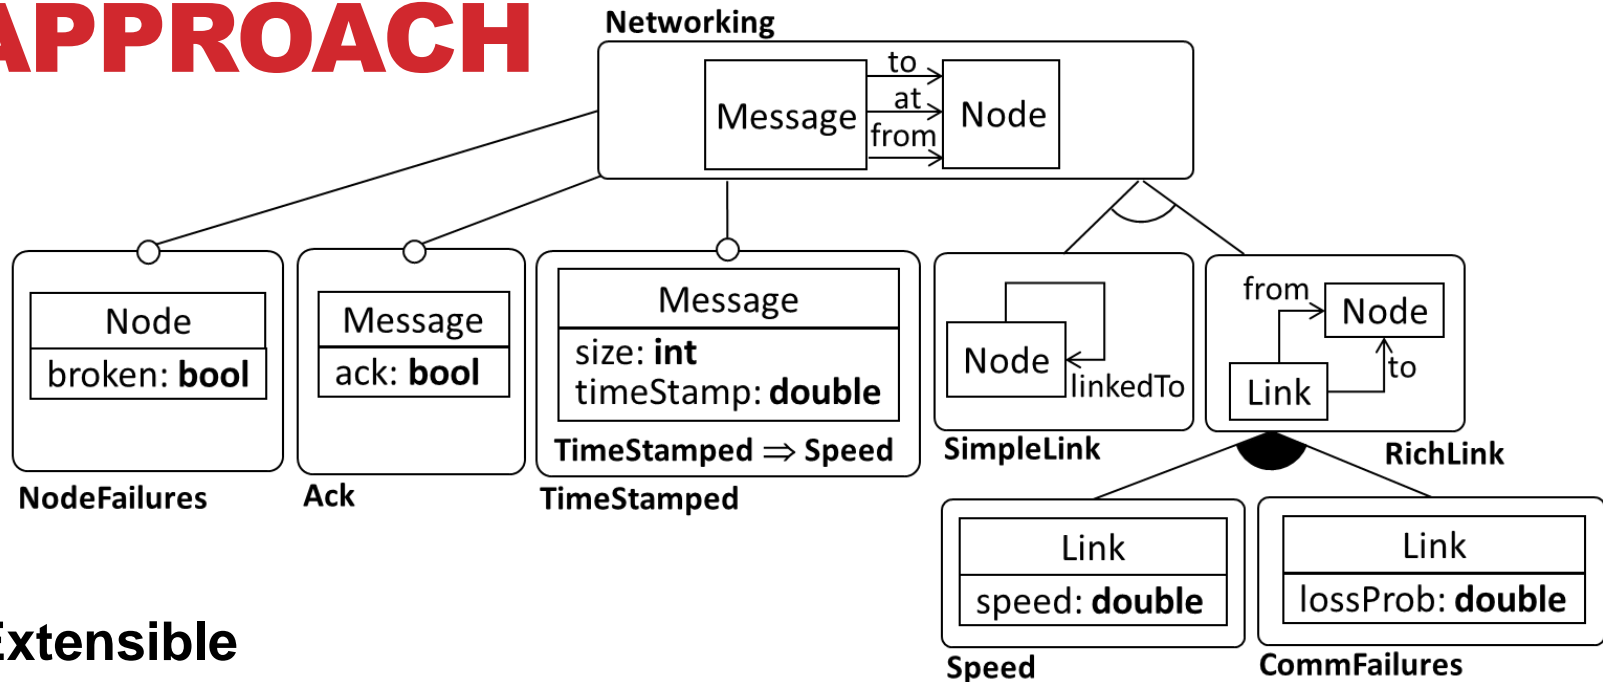 APPROACH
Networking
Message
to
at
from
Node
Node
broken: bool
NodeFailures
Message
ack: bool
Ack
Message
size: int
timeStamp: double
TimeStamped ⇒ Speed
TimeStamped
Node
linkedTo
SimpleLink
from
Node
Link
to
RichLink
Link
speed: double
Speed
Link
lossProb: double
CommFailures
Extensible